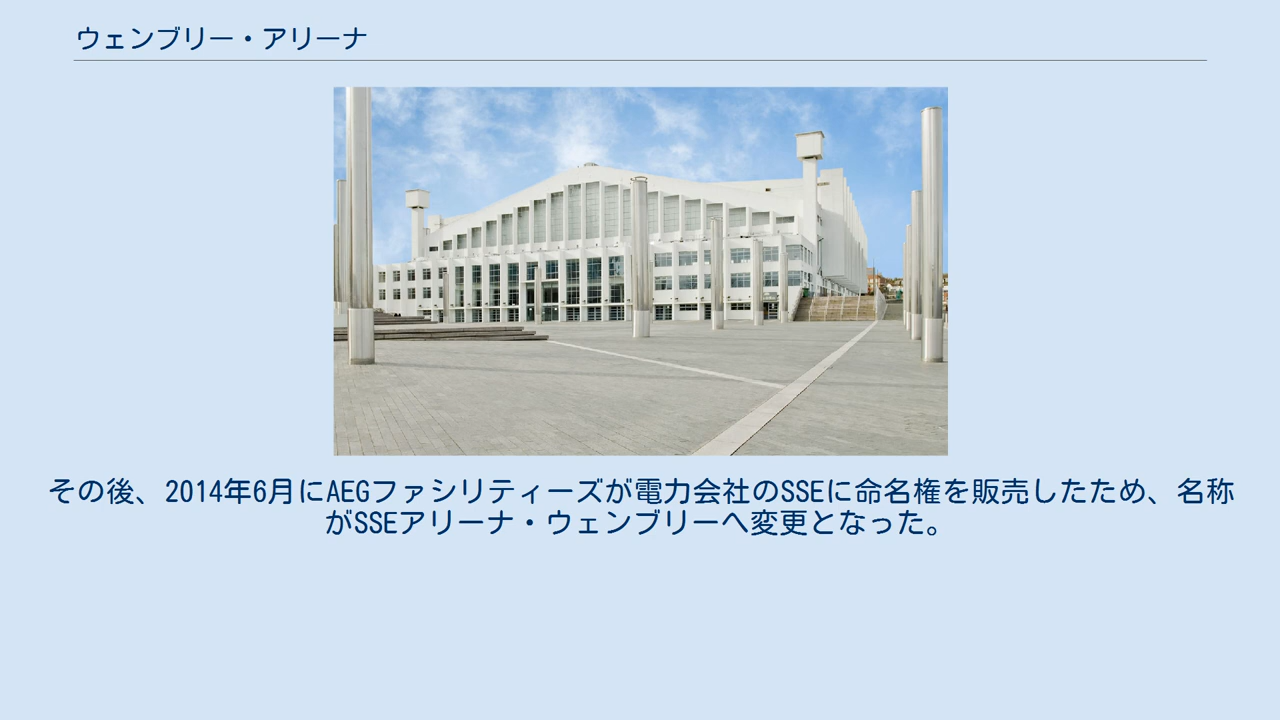 ウェンブリー・アリーナ
その後、2014年6月にAEGファシリティーズが電力会社のSSEに命名権を販売したため、名称
がSSEアリーナ・ウェンブリーへ変更となった。